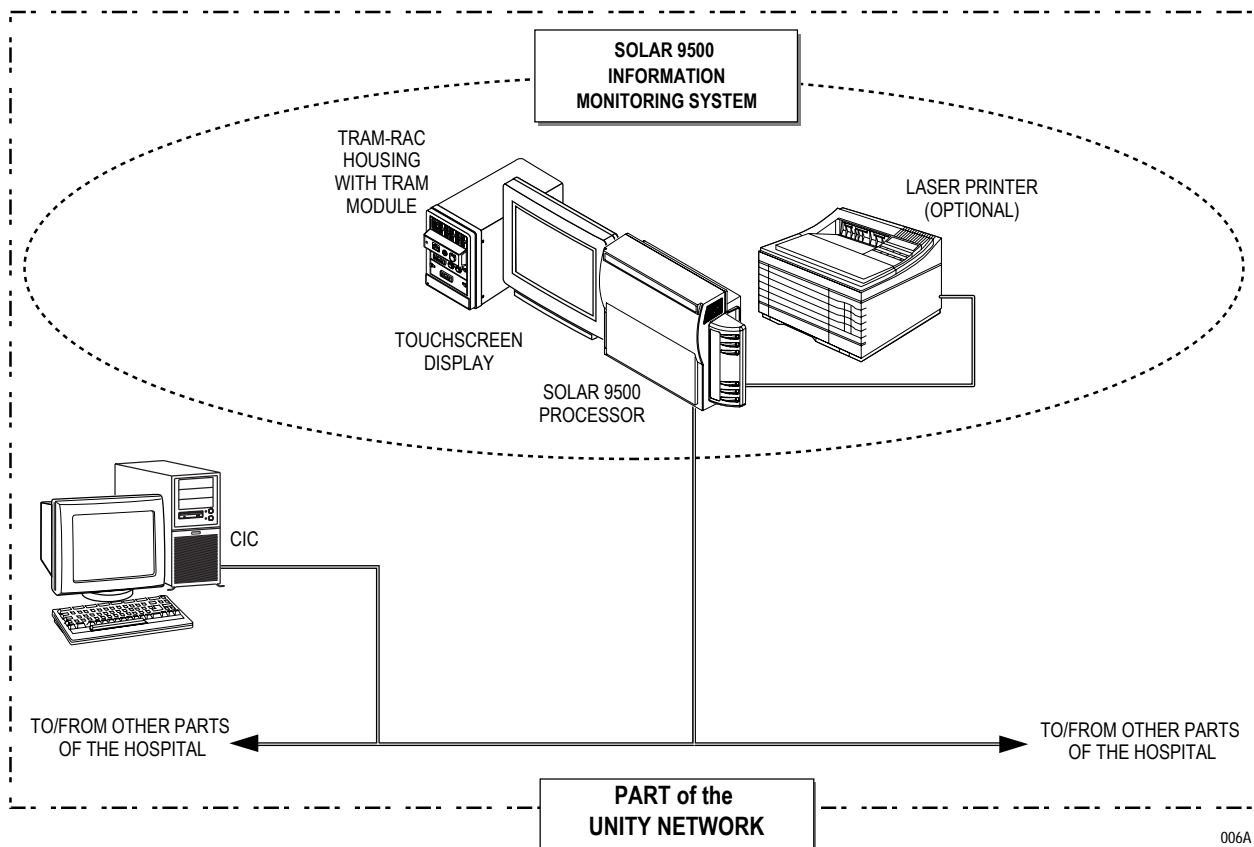 SOLAR 9500
INFORMATION
MONITORING SYSTEM
TRAM-RAC
HOUSING
WITH TRAM
MODULE
LASER PRINTER
(OPTIONAL)
TOUCHSCREEN
DISPLAY
SOLAR 9500
PROCESSOR
CIC
TO/FROM OTHER PARTS
OF THE HOSPITAL
TO/FROM OTHER PARTS
OF THE HOSPITAL
PART of the
UNITY NETWORK
006A